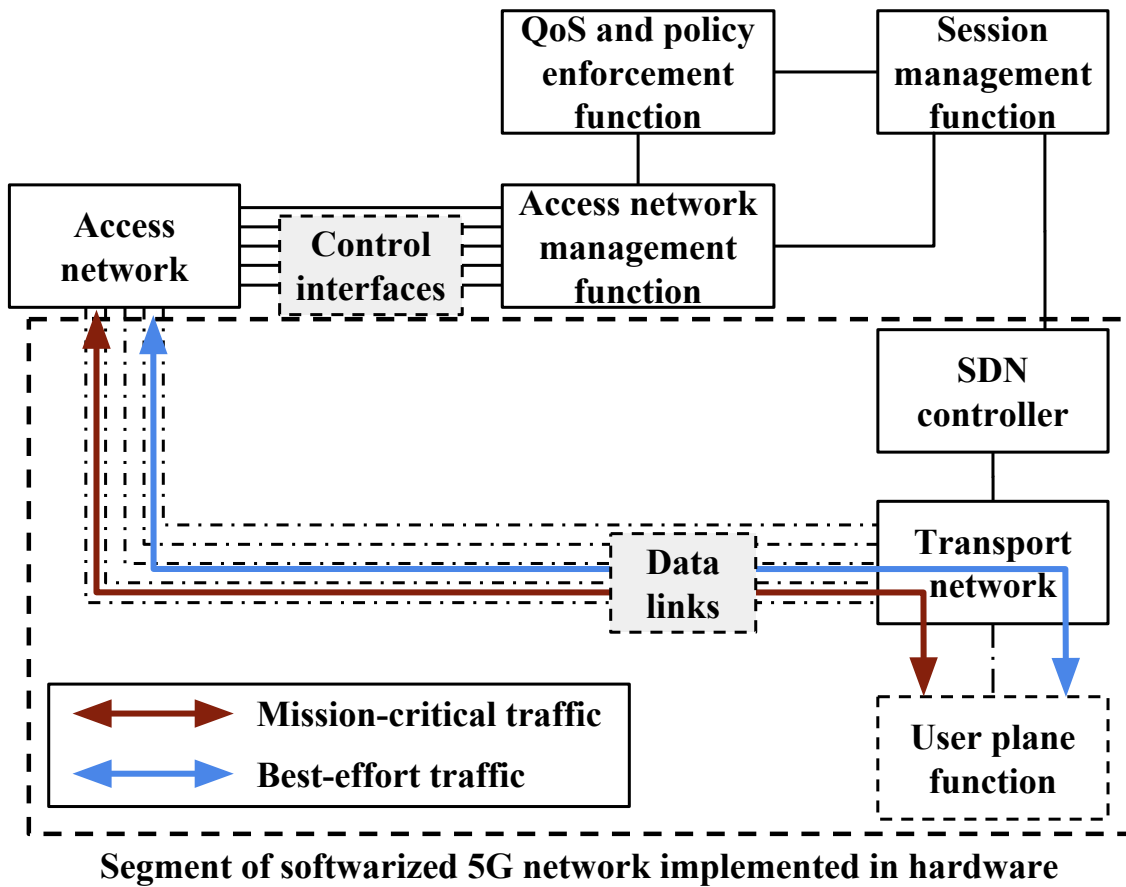 QoS and policy
enforcement
function
Session
management
function
Access
network
Control
interfaces
Access network
management
function
SDN
controller
Data
links
Transport
network
Mission-critical traffic
Best-effort traffic
User plane
function
Segment of softwarized 5G network implemented in hardware